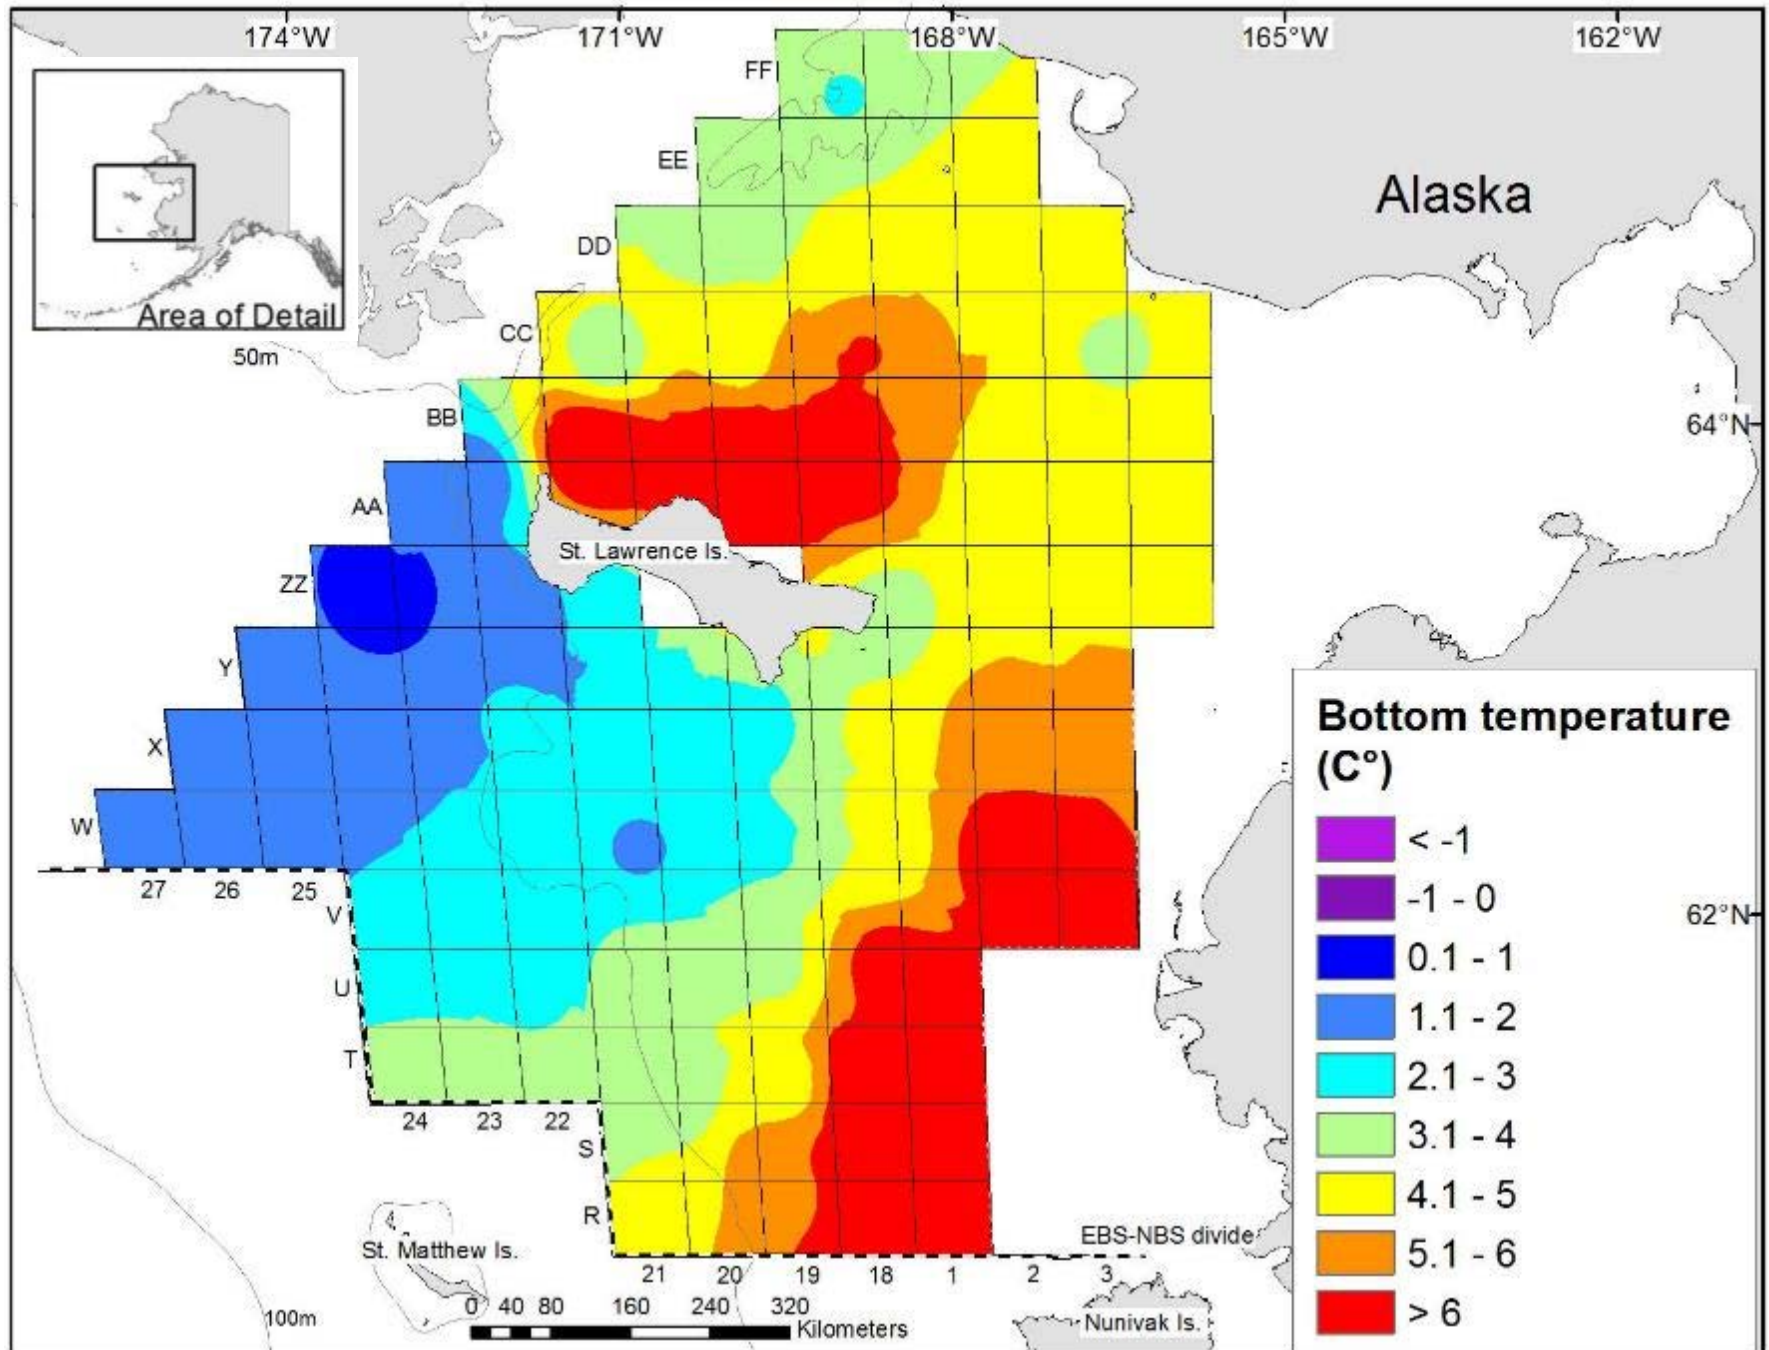 174°W 171°W 168°W 165°W 162°W
FF
EE
Alaska
DD
Area of Detail
CC
50m
BB
64°N
AA
St. Lawrence Is.
ZZ
Y
X
W
27 26 25
V
62°N
U
T
24 23 22
S
R
EBS-NBS divide
St. Matthew Is.
21 20 19 18 1 2 3
0 40 80 160 240 320
Kilometers
100m
Nunivak Is.
Bottom temperature
(C°)
< -1
-1 - 0
0.1 - 1
1.1 - 2
2.1 - 3
3.1 - 4
4.1 - 5
5.1 - 6
> 6